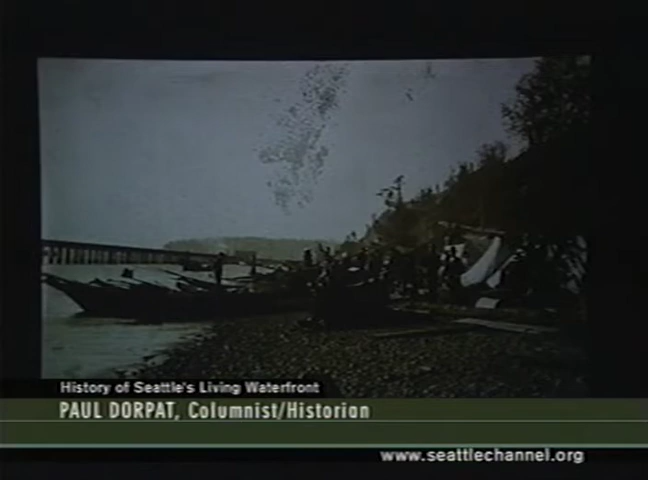 History of Seattle's Living Waterfront
PAUL DORPAT, Columnist/Historian
www.seattlechannel.org